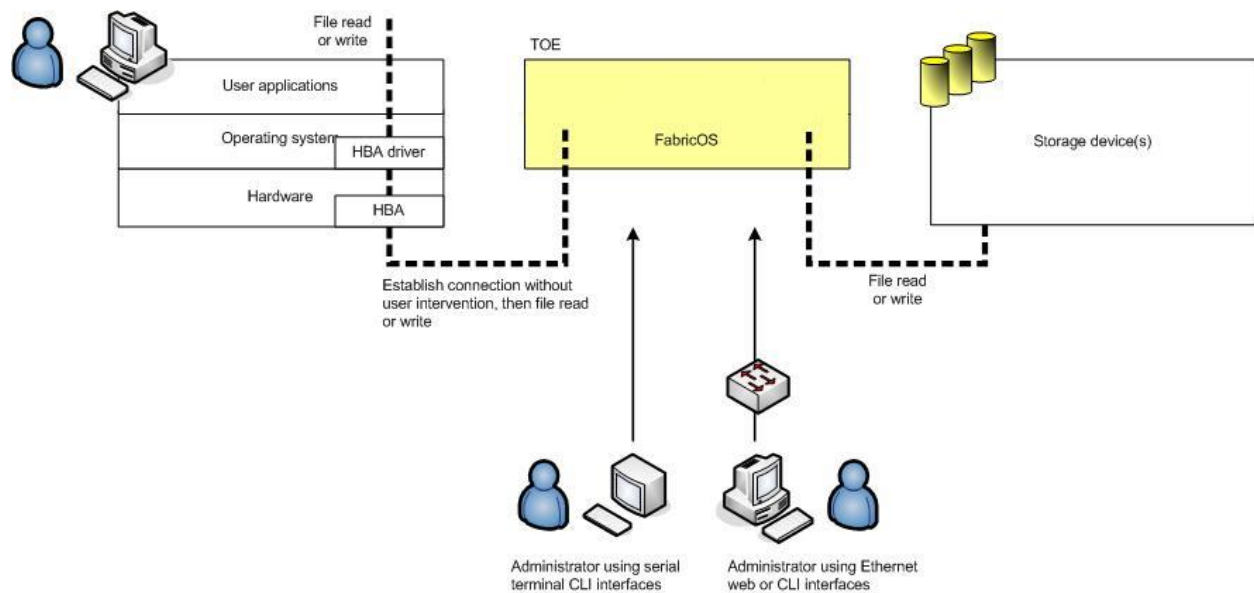 File read
or write
TOE
User applications
Operating system
HBA driver
FabricOS
Storage device(s)
Hardware
HBA
Establish connection without
user intervention, then file read
or write
File read
or write
Administrator using serial
terminal CLI interfaces
Administrator using Ethernet
web or CLI interfaces